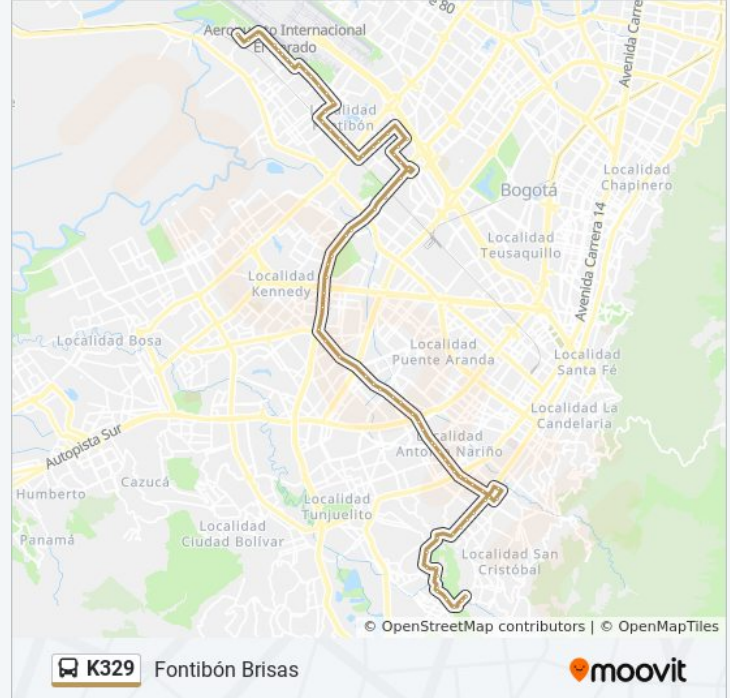 e 80
Avenida Carre
Aeropuerto Internacional
El Dorado
Localidad
Fontibón
Localidad
Chapinero
Bogotá
Localidad
Teusaquillo
Avenida Carrera 14
Localidad
Kennedy
Localidad Bosa
Localidad
Puente Aranda
Localidad
Santa Fé
Localidad La
Candelaria
Localidad
Antonio Nariño
Autopista Sur
Cazucá
Humberto
Localidad
Tunjuelito
Localidad
Ciudad Bolívar
Panamá
Localidad San
Cristóbal
© OpenStreetMap contributors | © OpenMapTiles
K329 Fontibón Brisas
moovit